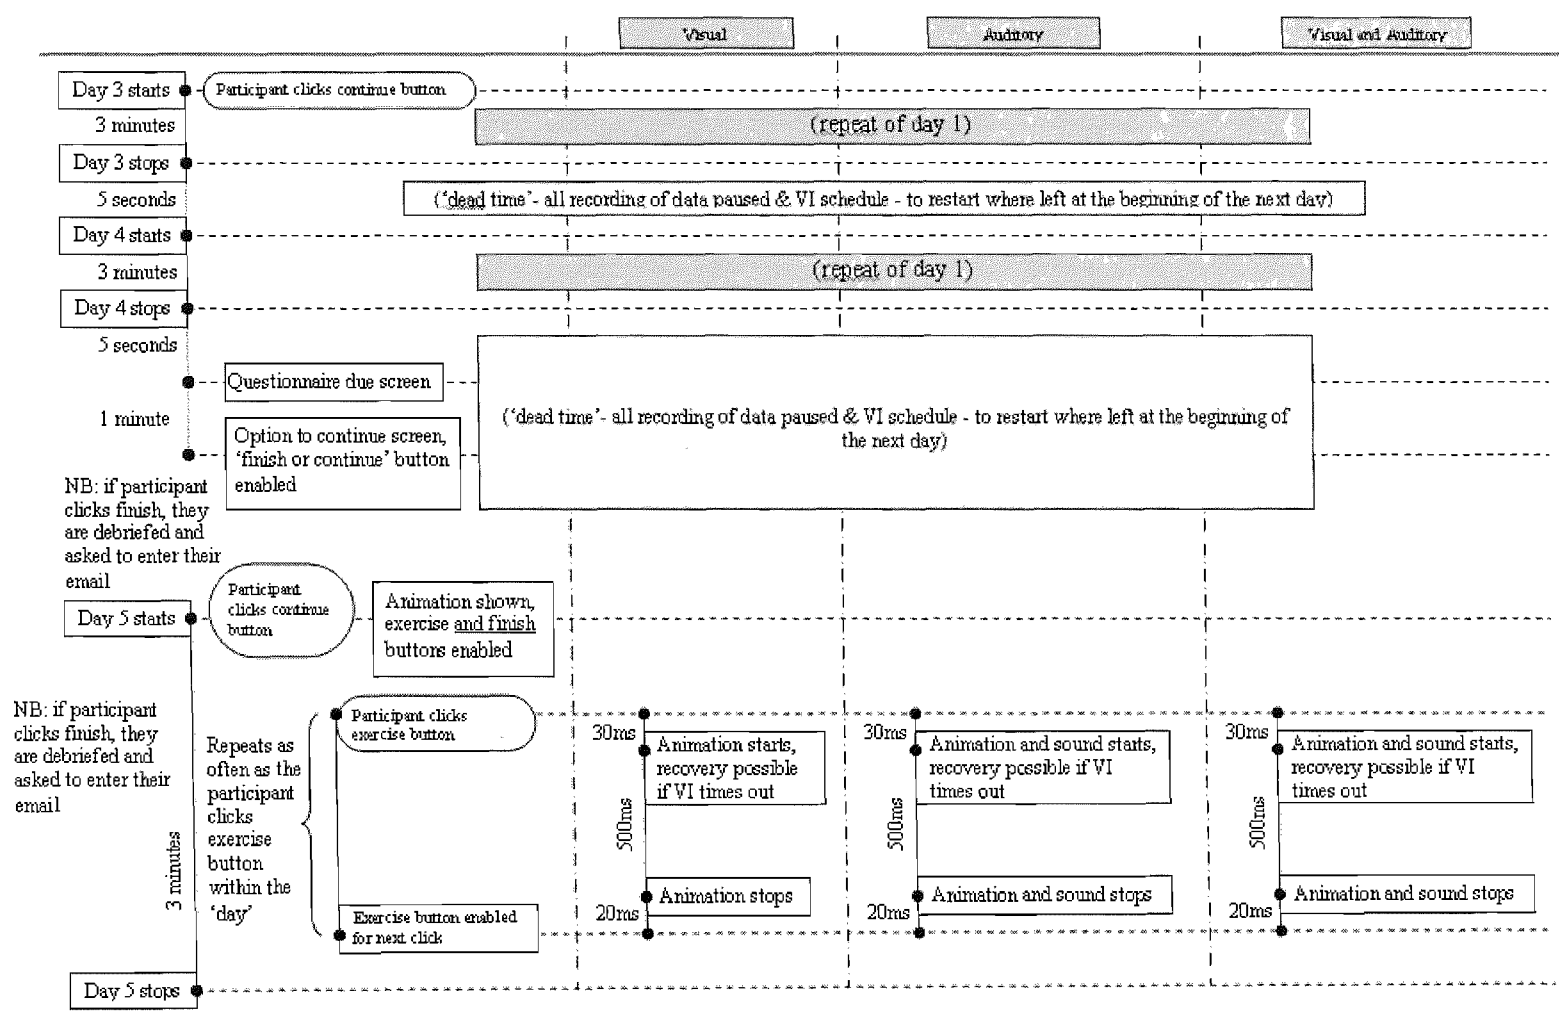 Visual
Auditory
Visual and Auditory
Day 3 starts
Participant clicks continue button
3 minutes
(repeat of day 1)
Day 3 stops
5 seconds
('dead time'- all recording of data paused & VI schedule - to restart where left at the beginning of the next day)
Day 4 starts
3 minutes
(repeat of day 1)
Day 4 stops
5 seconds
Questionnaire due screen
1 minute
('dead time'- all recording of data paused & VI schedule - to restart where left at the beginning of
the next day)
Option to continue screen,
'finish or continue' button
enabled
NB: if participant
clicks finish, they
are debriefed and
asked to enter their
email
Day 5 starts
Participant
clicks continue
button
Animation shown,
exercise and finish
buttons enabled
NB: if participant
clicks finish, they
are debriefed and
asked to enter their
email
3 minutes
Repeats as
often as the
participant
clicks
exercise
button
within the
'day'
Participant clicks
exercise button
30ms
Animation starts,
recovery possible
if VI times out
500ms
Animation stops
20ms
30ms
Animation and sound starts,
recovery possible if VI
times out
500ms
Animation and sound stops
20ms
30ms
Animation and sound starts,
recovery possible if VI
times out
500ms
Animation and sound stops
20ms
Exercise button enabled
for next click
Day 5 stops